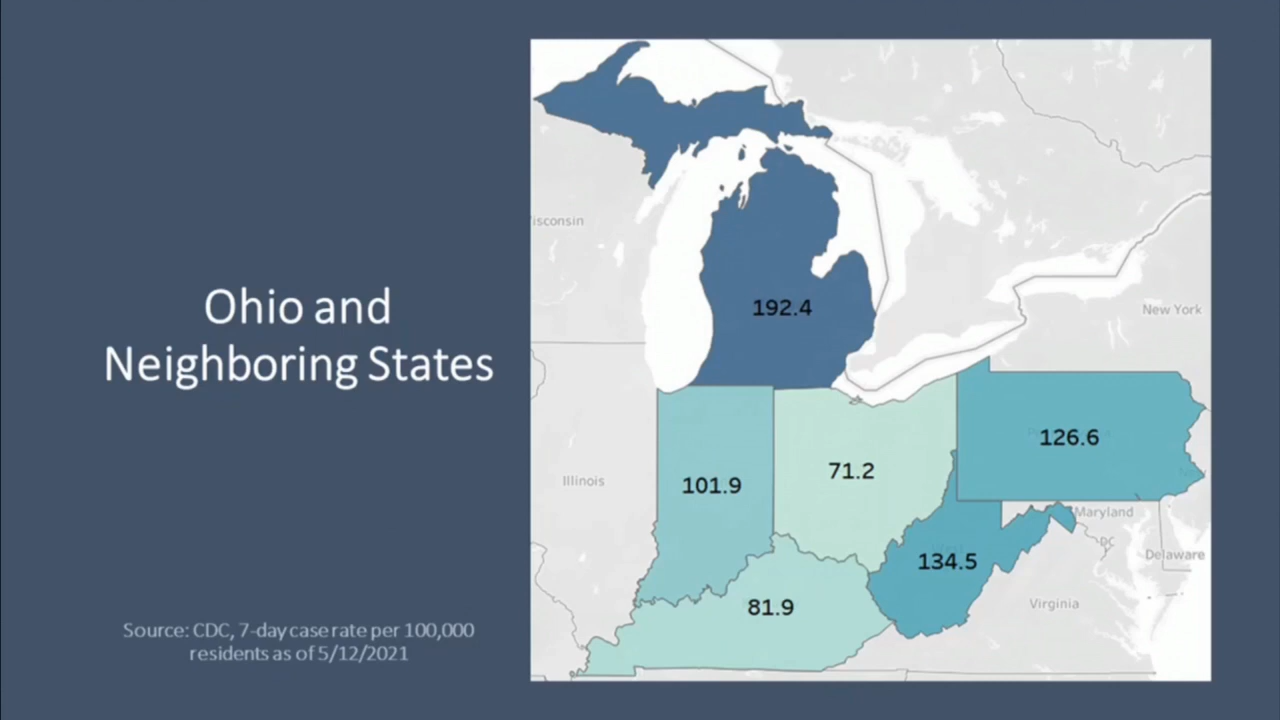 Ohio and
Neighboring States
Source: CDC, 7-day case rate per 100,000
residents as of 5/12/2021
isconsin
192.4
New York
126.6
71.2
101.9
Illinois
Maryland
DC
Delaware
134.5
81.9
Virginia